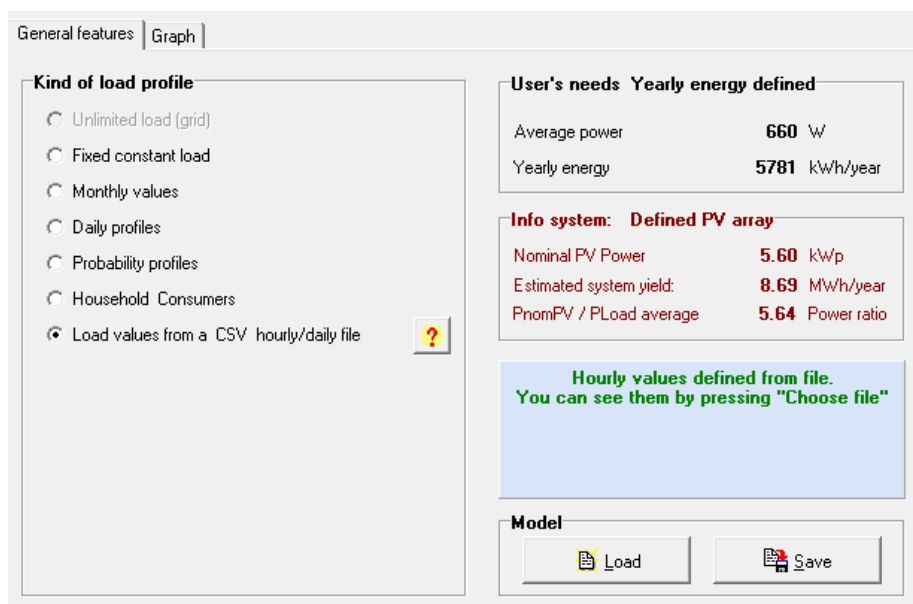 General features
Graph
Kind of load profile
Unlimited load (grid)
Fixed constant load
Monthly values
Daily profiles
Probability profiles
Household Consumers
Load values from a CSV hourly/daily file
?
User's needs Yearly energy defined
Average power 660 W
Yearly energy 5781 kWh/year
Info system: Defined PV array
Nominal PV Power 5.60 kWp
Estimated system yield: 8.69 MWh/year
PnomPV / PLoad average 5.64 Power ratio
Hourly values defined from file.
You can see them by pressing "Choose file"
Model
Load
Save